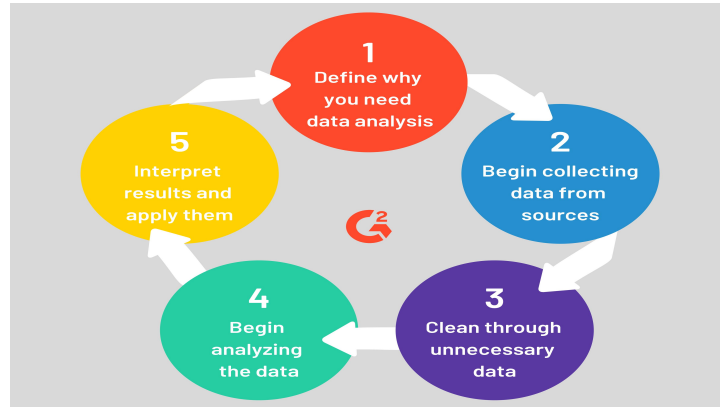 1
Define why
you need
data analysis
2
Begin collecting
data from
sources
3
Clean through
unnecessary
data
4
Begin
analyzing
the data
5
Interpret
results and
apply them
G2